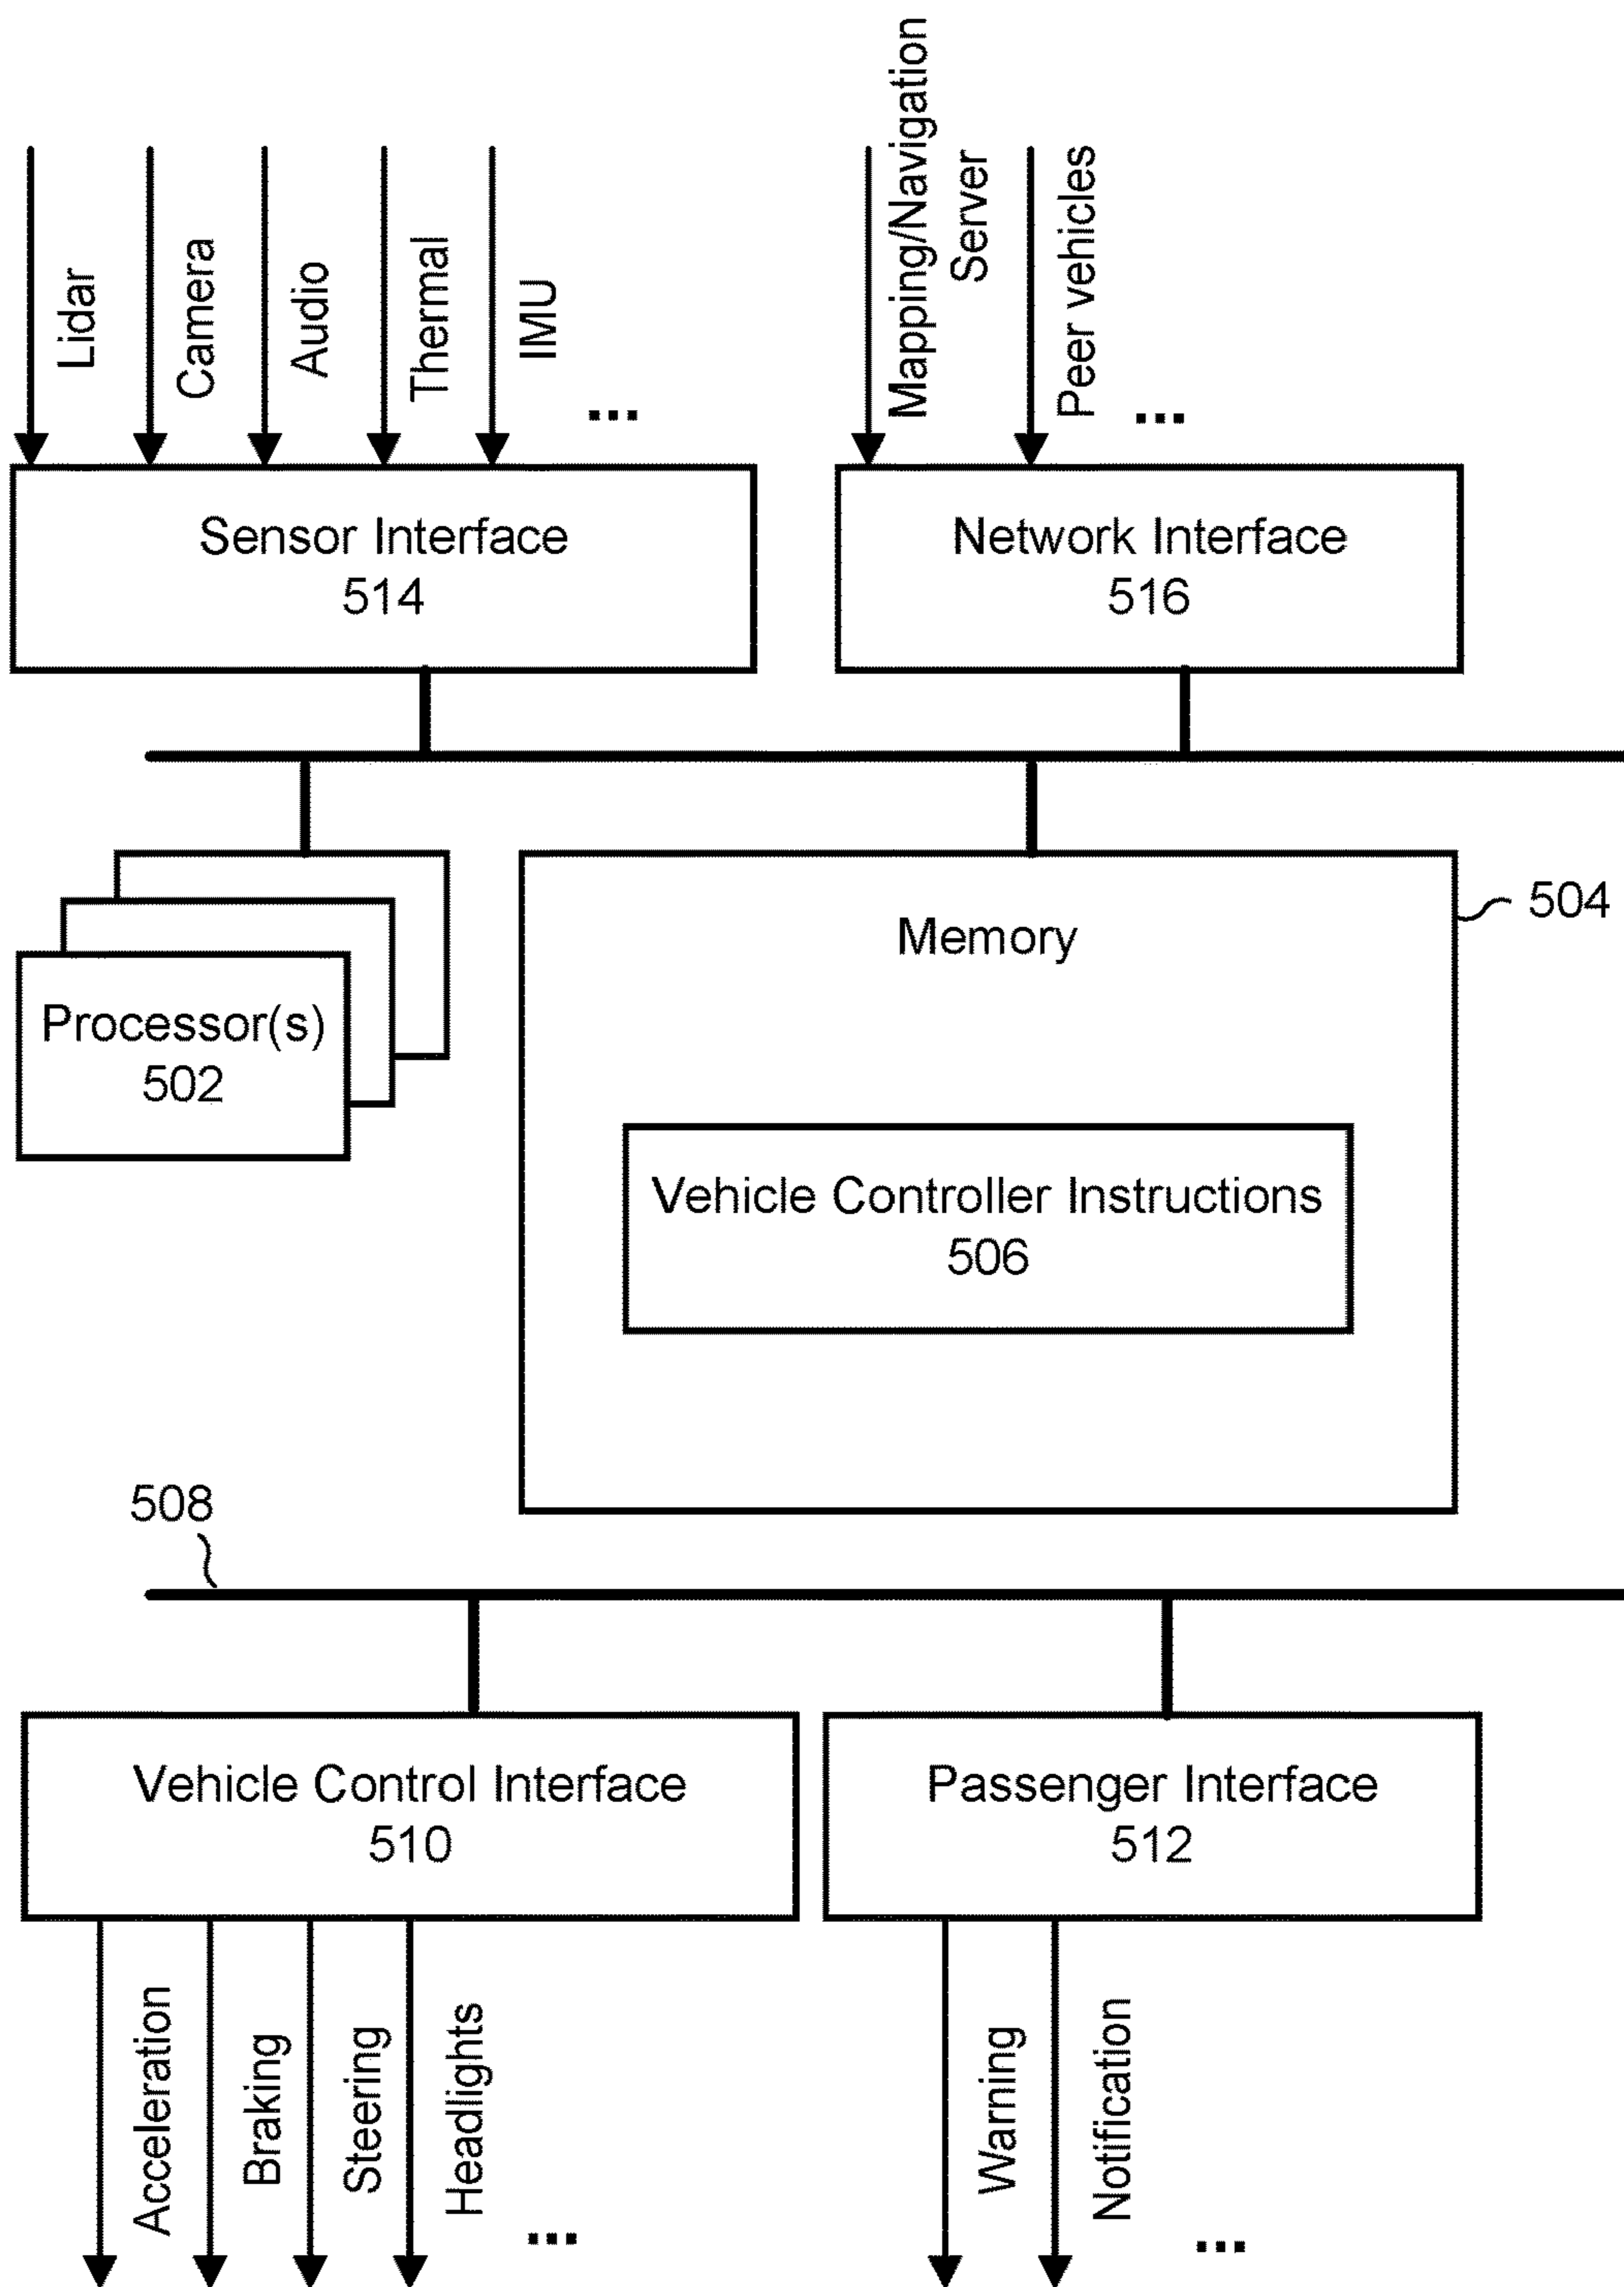 Lidar
Camera
Audio
Thermal
IMU
...
Mapping/Navigation
Server
Peer vehicles
...
Sensor Interface
514
Network Interface
516
Processor(s)
502
Memory
504
Vehicle Controller Instructions
506
508
Vehicle Control Interface
510
Passenger Interface
512
Acceleration
Braking
Steering
Headlights
...
Warning
Notification
...